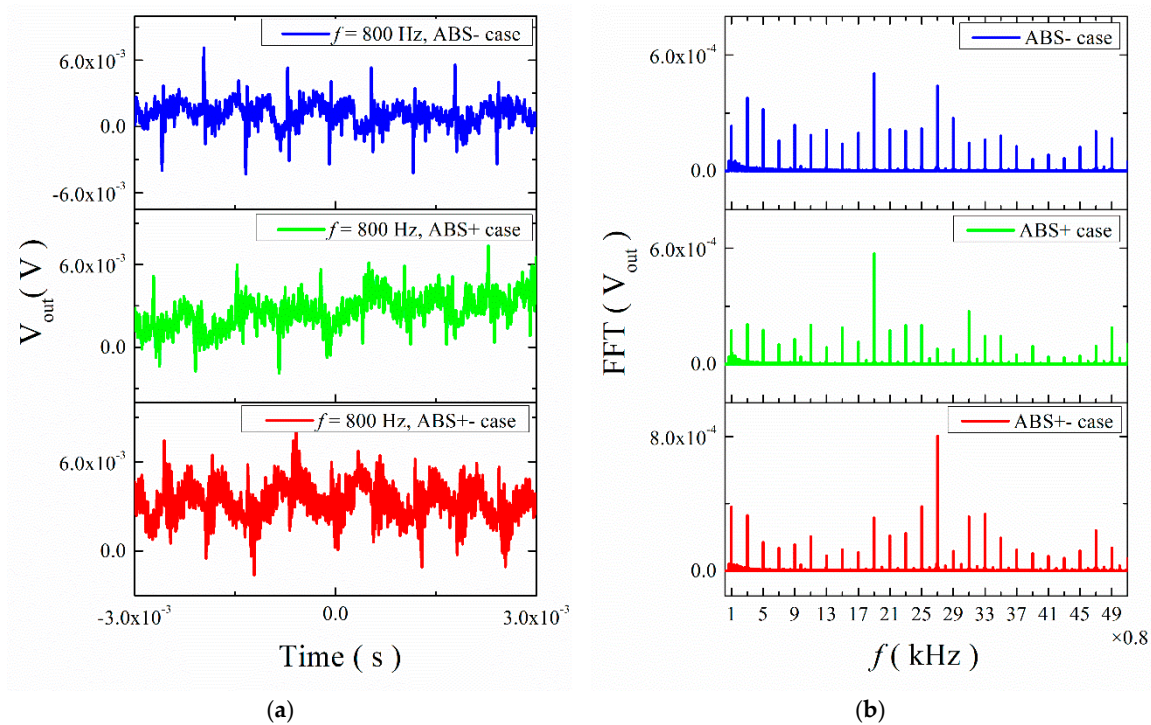 f = 800 Hz, ABS- case
6.0x10⁻³
0.0
-6.0x10⁻³
f = 800 Hz, ABS+ case
6.0x10⁻³
0.0
f = 800 Hz, ABS+- case
6.0x10⁻³
0.0
V_out ( V )
-3.0x10⁻³ 0.0 3.0x10⁻³
Time ( s )
(a)
ABS- case
6.0x10⁻⁴
0.0
ABS+ case
6.0x10⁻⁴
0.0
ABS+- case
8.0x10⁻⁴
0.0
FFT ( V_out )
1 5 9 13 17 21 25 29 33 37 41 45 49
×0.8
f ( kHz )
(b)